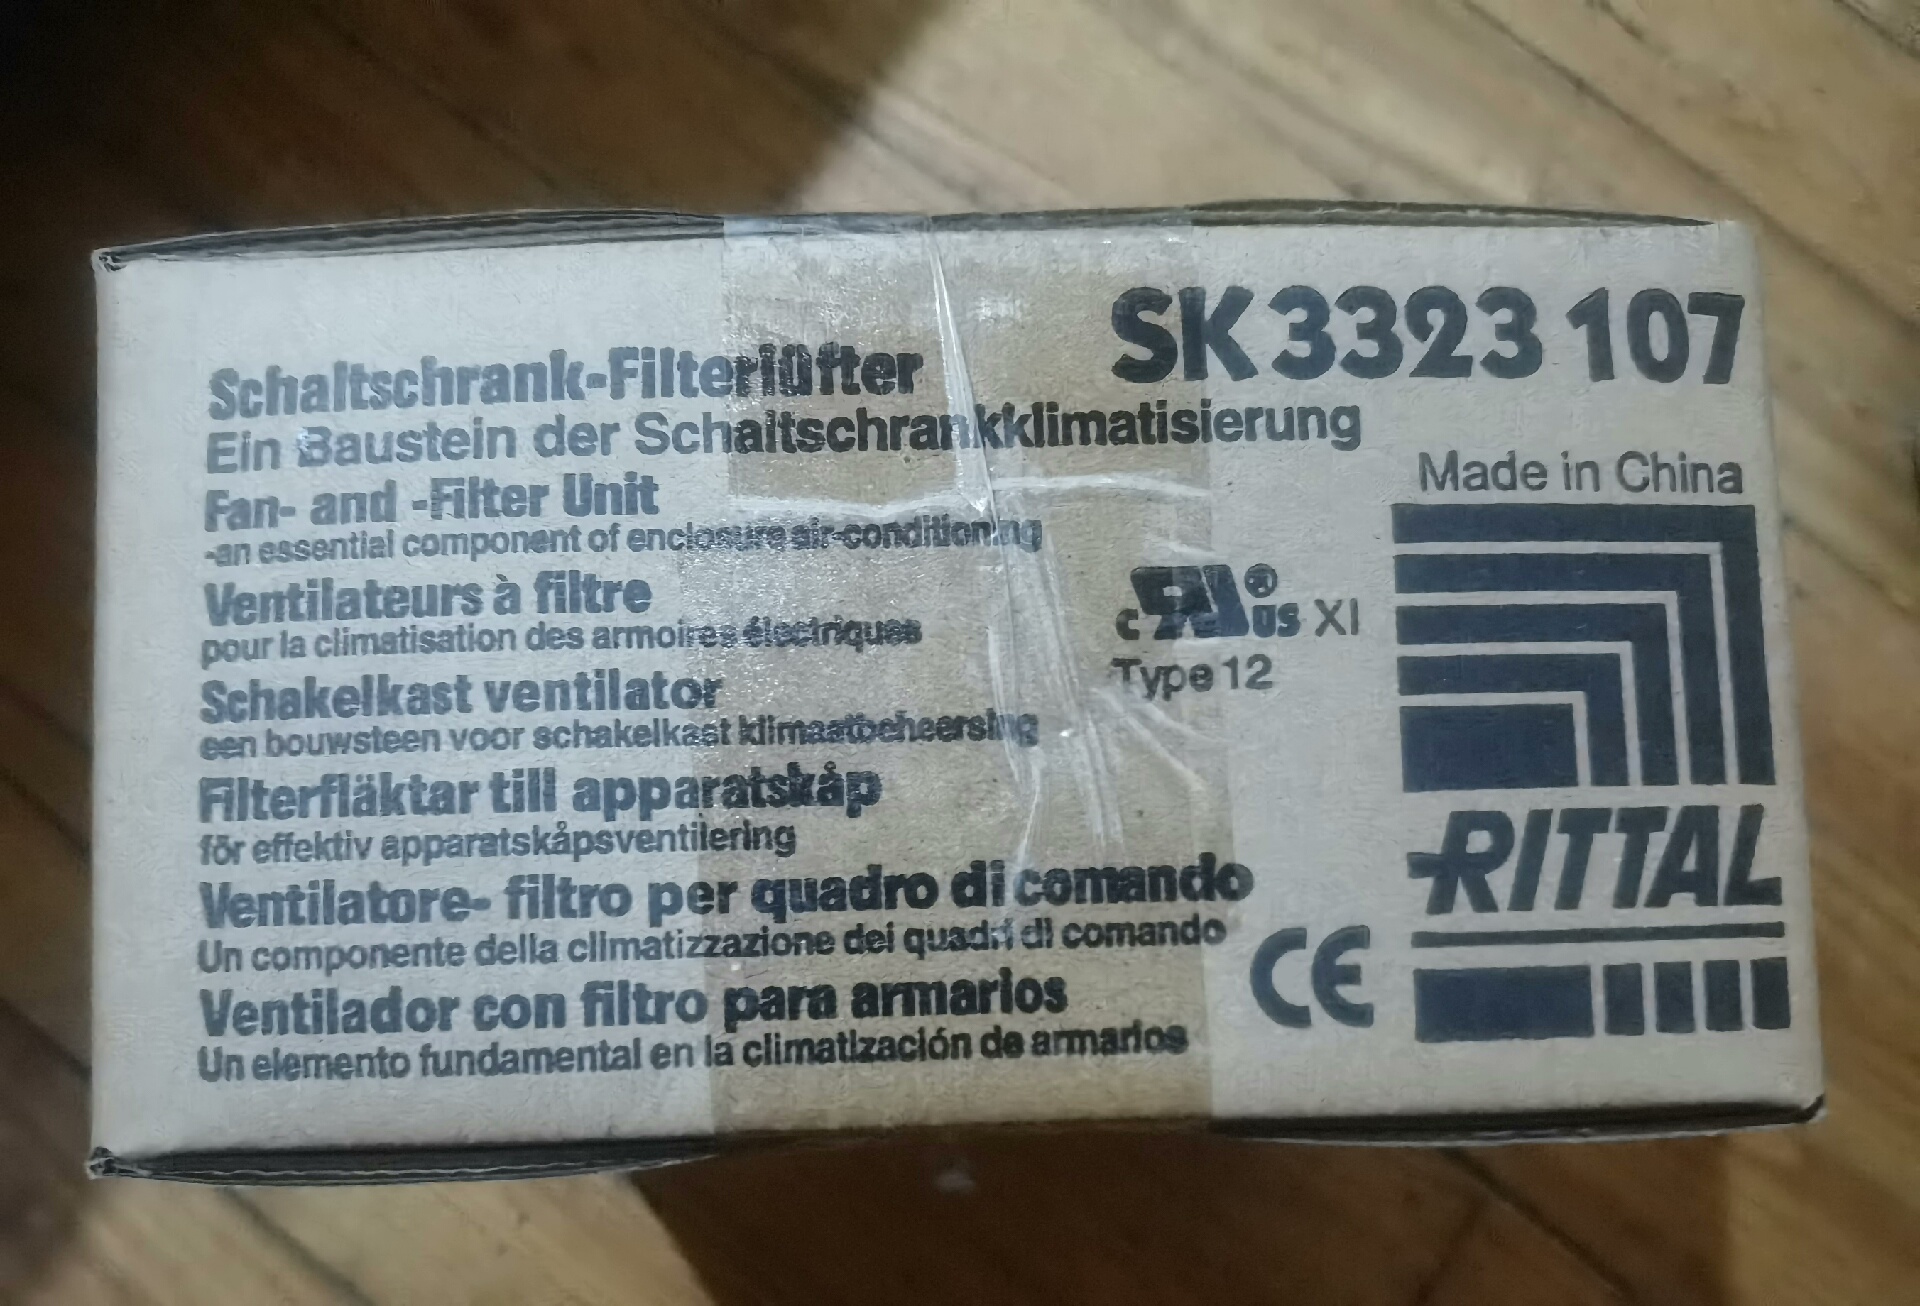 SK 3323 107
Schaltschrank-Filterlüfter
Ein Baustein der Schaltschrankklimatisierung
Fan- and -Filter Unit
-an essential component of enclosure air-conditioning
Ventilateurs à filtre
pour la climatisation des armoires électriques
Schakelkast ventilator
een bouwsteen voor schakelkast klimaatbeheersing
Filterfläktar till apparatskåp
för effektiv apparatskåpsventilering
Ventilatore- filtro per quadro di comando
Un componente della climatizzazione dei quadri di comando
Ventilador con filtro para armarios
Un elemento fundamental en la climatización de armarios
Made in China
c RU ® US XI
Type 12
CE
RITTAL